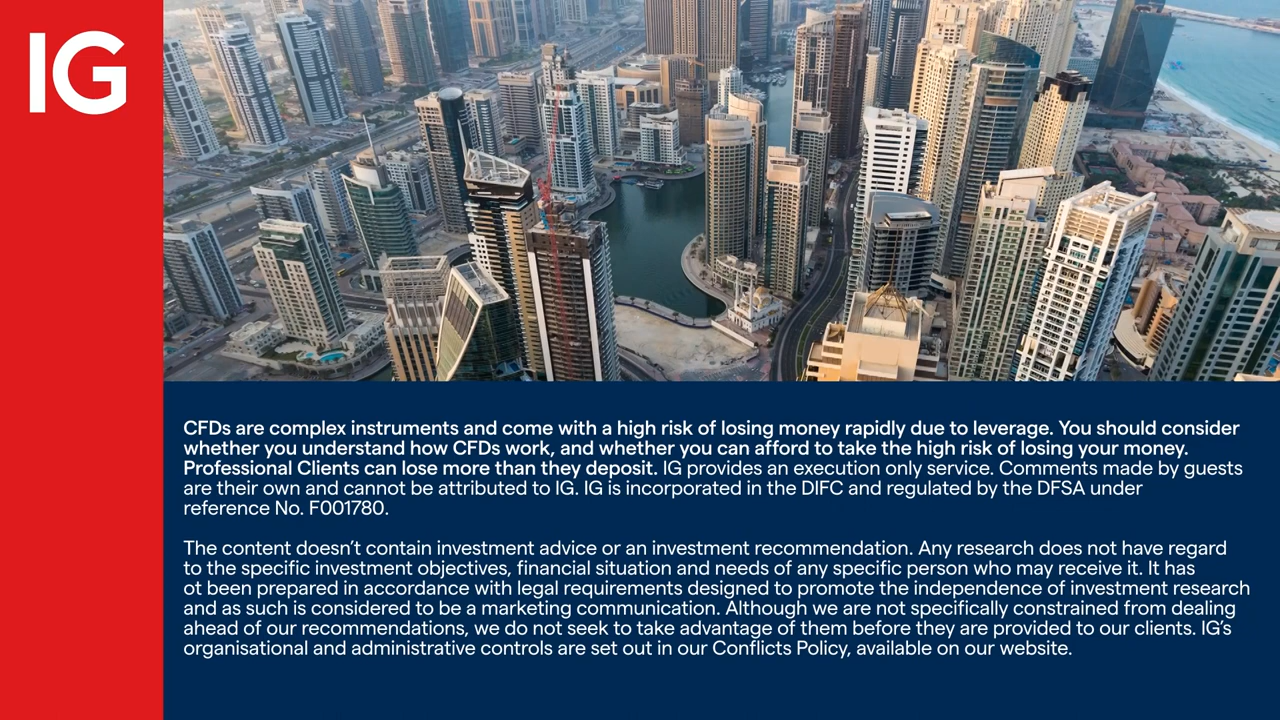 IG
CFDs are complex instruments and come with a high risk of losing money rapidly due to leverage. You should consider
whether you understand how CFDs work, and whether you can afford to take the high risk of losing your money.
Professional Clients can lose more than they deposit. IG provides an execution only service. Comments made by guests
are their own and cannot be attributed to IG. IG is incorporated in the DIFC and regulated by the DFSA under
reference No. F001780.
The content doesn’t contain investment advice or an investment recommendation. Any research does not have regard
to the specific investment objectives, financial situation and needs of any specific person who may receive it. It has
ot been prepared in accordance with legal requirements designed to promote the independence of investment research
and as such is considered to be a marketing communication. Although we are not specifically constrained from dealing
ahead of our recommendations, we do not seek to take advantage of them before they are provided to our clients. IG’s
organisational and administrative controls are set out in our Conflicts Policy, available on our website.